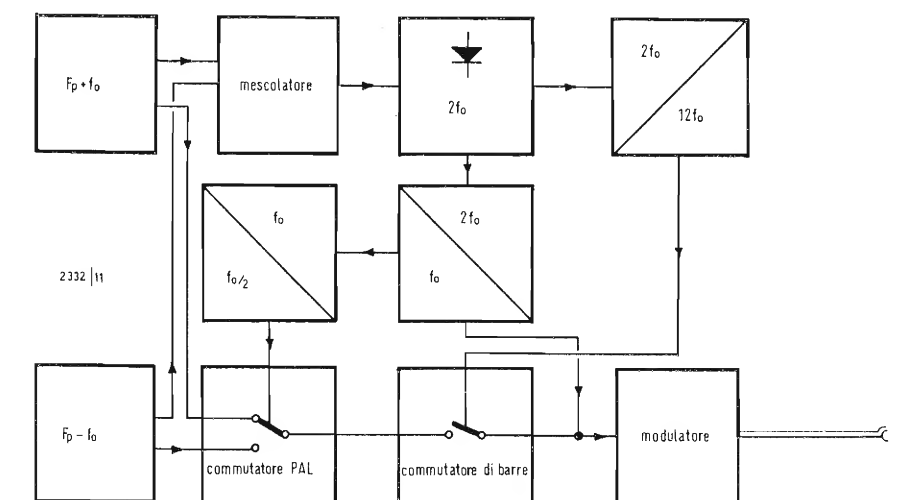 Fp+fo
mescolatore
2fo
2fo
12fo
fo
fo/2
2fo
fo
2332|11
Fp-fo
commutatore PAL
commutatore di barre
modulatore